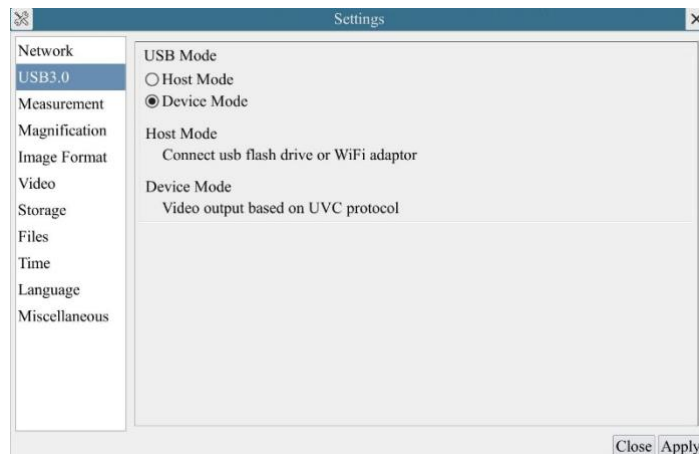 Settings
Network
USB3.0
Measurement
Magnification
Image Format
Video
Storage
Files
Time
Language
Miscellaneous
USB Mode
Host Mode
Device Mode
Host Mode
Connect usb flash drive or WiFi adaptor
Device Mode
Video output based on UVC protocol
Close Apply